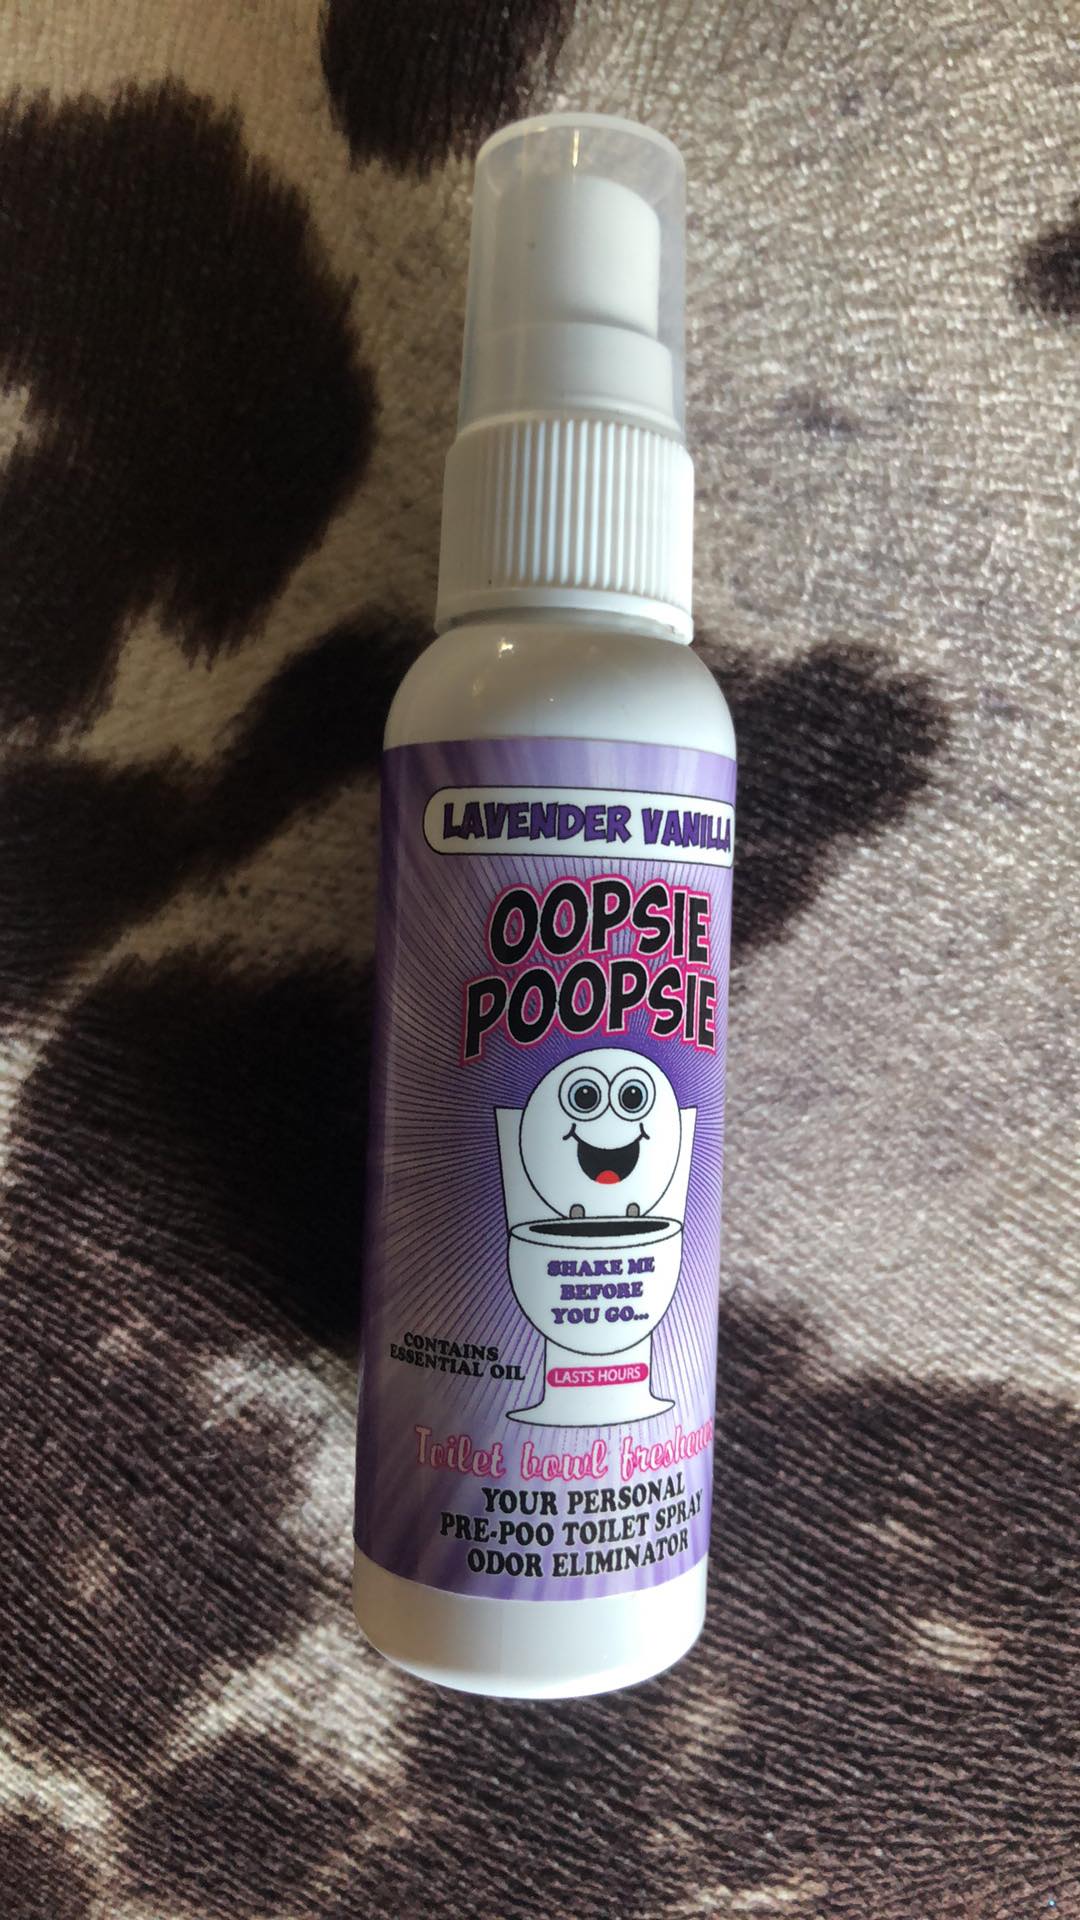 LAVENDER VANILLA
OOPSIE
POOPSIE
SHAKE ME
BEFORE
YOU GO...
CONTAINS
ESSENTIAL OIL
LASTS HOURS
Toilet bowl freshener
YOUR PERSONAL
PRE-POO TOILET SPRAY
ODOR ELIMINATOR